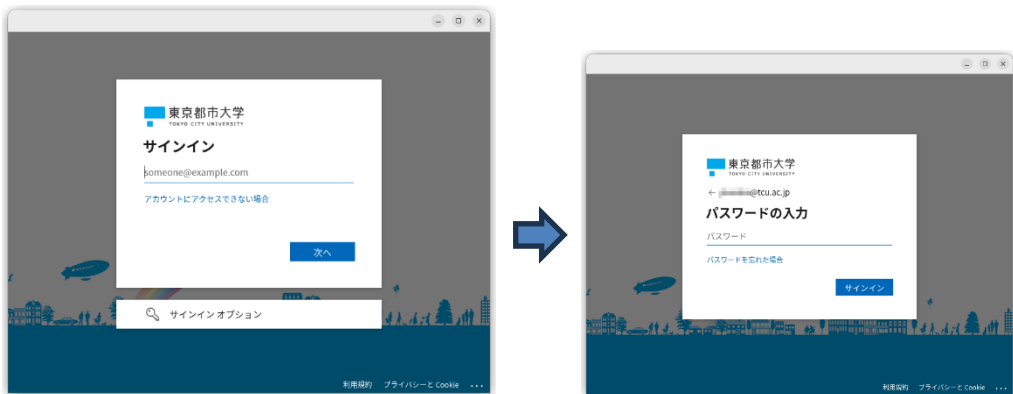 東京都市大学
TOKYO CITY UNIVERSITY
サインイン
someone@example.com
アカウントにアクセスできない場合
次へ
サインイン オプション
利用規約 プライバシーと Cookie ...
東京都市大学
TOKYO CITY UNIVERSITY
← @tcu.ac.jp
パスワードの入力
パスワード
パスワードを忘れた場合
サインイン
利用規約 プライバシーと Cookie ...